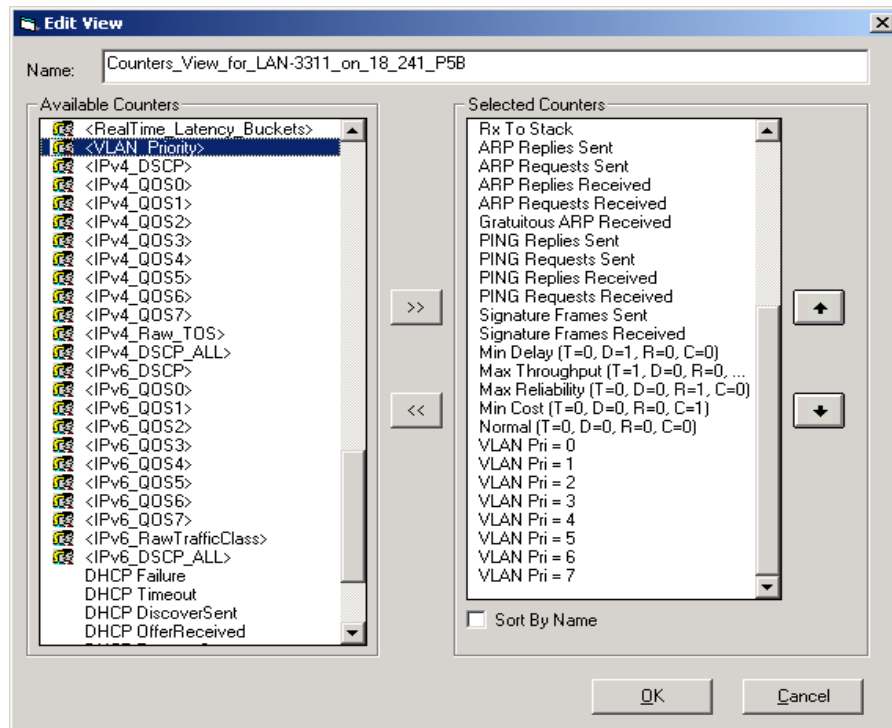 Edit View
Name:
Counters_View_for_LAN-3311_on_18_241_P5B
Available Counters
<RealTime_Latency_Buckets>
<VLAN_Priority>
<IPv4_DSCP>
<IPv4_QOS0>
<IPv4_QOS1>
<IPv4_QOS2>
<IPv4_QOS3>
<IPv4_QOS4>
<IPv4_QOS5>
<IPv4_QOS6>
<IPv4_QOS7>
<IPv4_Raw_TOS>
<IPv4_DSCP_ALL>
<IPv6_DSCP>
<IPv6_QOS0>
<IPv6_QOS1>
<IPv6_QOS2>
<IPv6_QOS3>
<IPv6_QOS4>
<IPv6_QOS5>
<IPv6_QOS6>
<IPv6_QOS7>
<IPv6_RawTrafficClass>
<IPv6_DSCP_ALL>
DHCP Failure
DHCP Timeout
DHCP DiscoverSent
DHCP OfferReceived
>>
<<
Selected Counters
Rx To Stack
ARP Replies Sent
ARP Requests Sent
ARP Replies Received
ARP Requests Received
Gratuitous ARP Received
PING Replies Sent
PING Requests Sent
PING Replies Received
PING Requests Received
Signature Frames Sent
Signature Frames Received
Min Delay (T=0, D=1, R=0, C=0)
Max Throughput (T=1, D=0, R=0, ...
Max Reliability (T=0, D=0, R=1, C=0)
Min Cost (T=0, D=0, R=0, C=1)
Normal (T=0, D=0, R=0, C=0)
VLAN Pri = 0
VLAN Pri = 1
VLAN Pri = 2
VLAN Pri = 3
VLAN Pri = 4
VLAN Pri = 5
VLAN Pri = 6
VLAN Pri = 7
Sort By Name
OK
Cancel